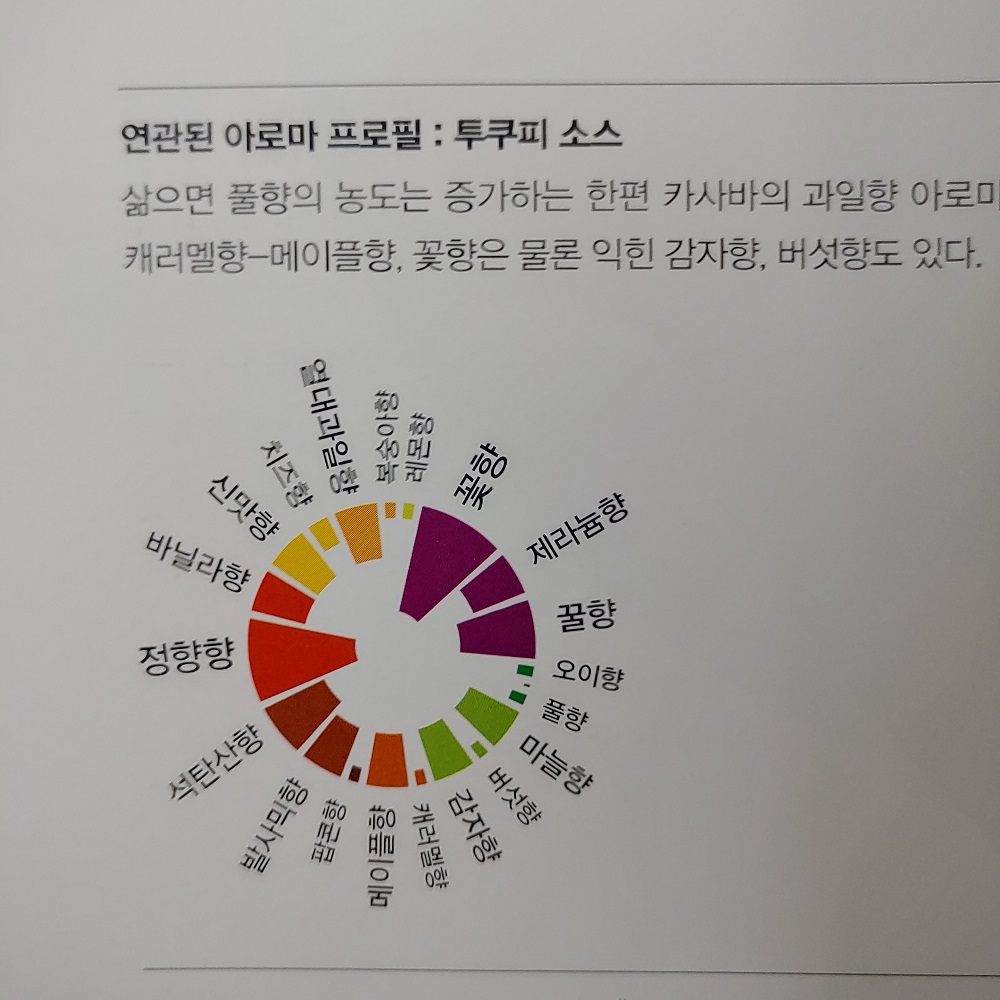 연관된 아로마 프로필 : 투쿠피 소스
삶으면 풀향의 농도는 증가하는 한편 카사바의 과일향 아로마
캐러멜향–메이플향, 꽃향은 물론 익힌 감자향, 버섯향도 있다.
꽃향
제라늄향
꿀향
오이향
풀향
마늘향
버섯향
감자향
캐러멜향
메이플향
팝콘향
발사믹향
석탄산향
정향향
바닐라향
신맛향
치즈향
열대과일향
복숭아향
레몬향